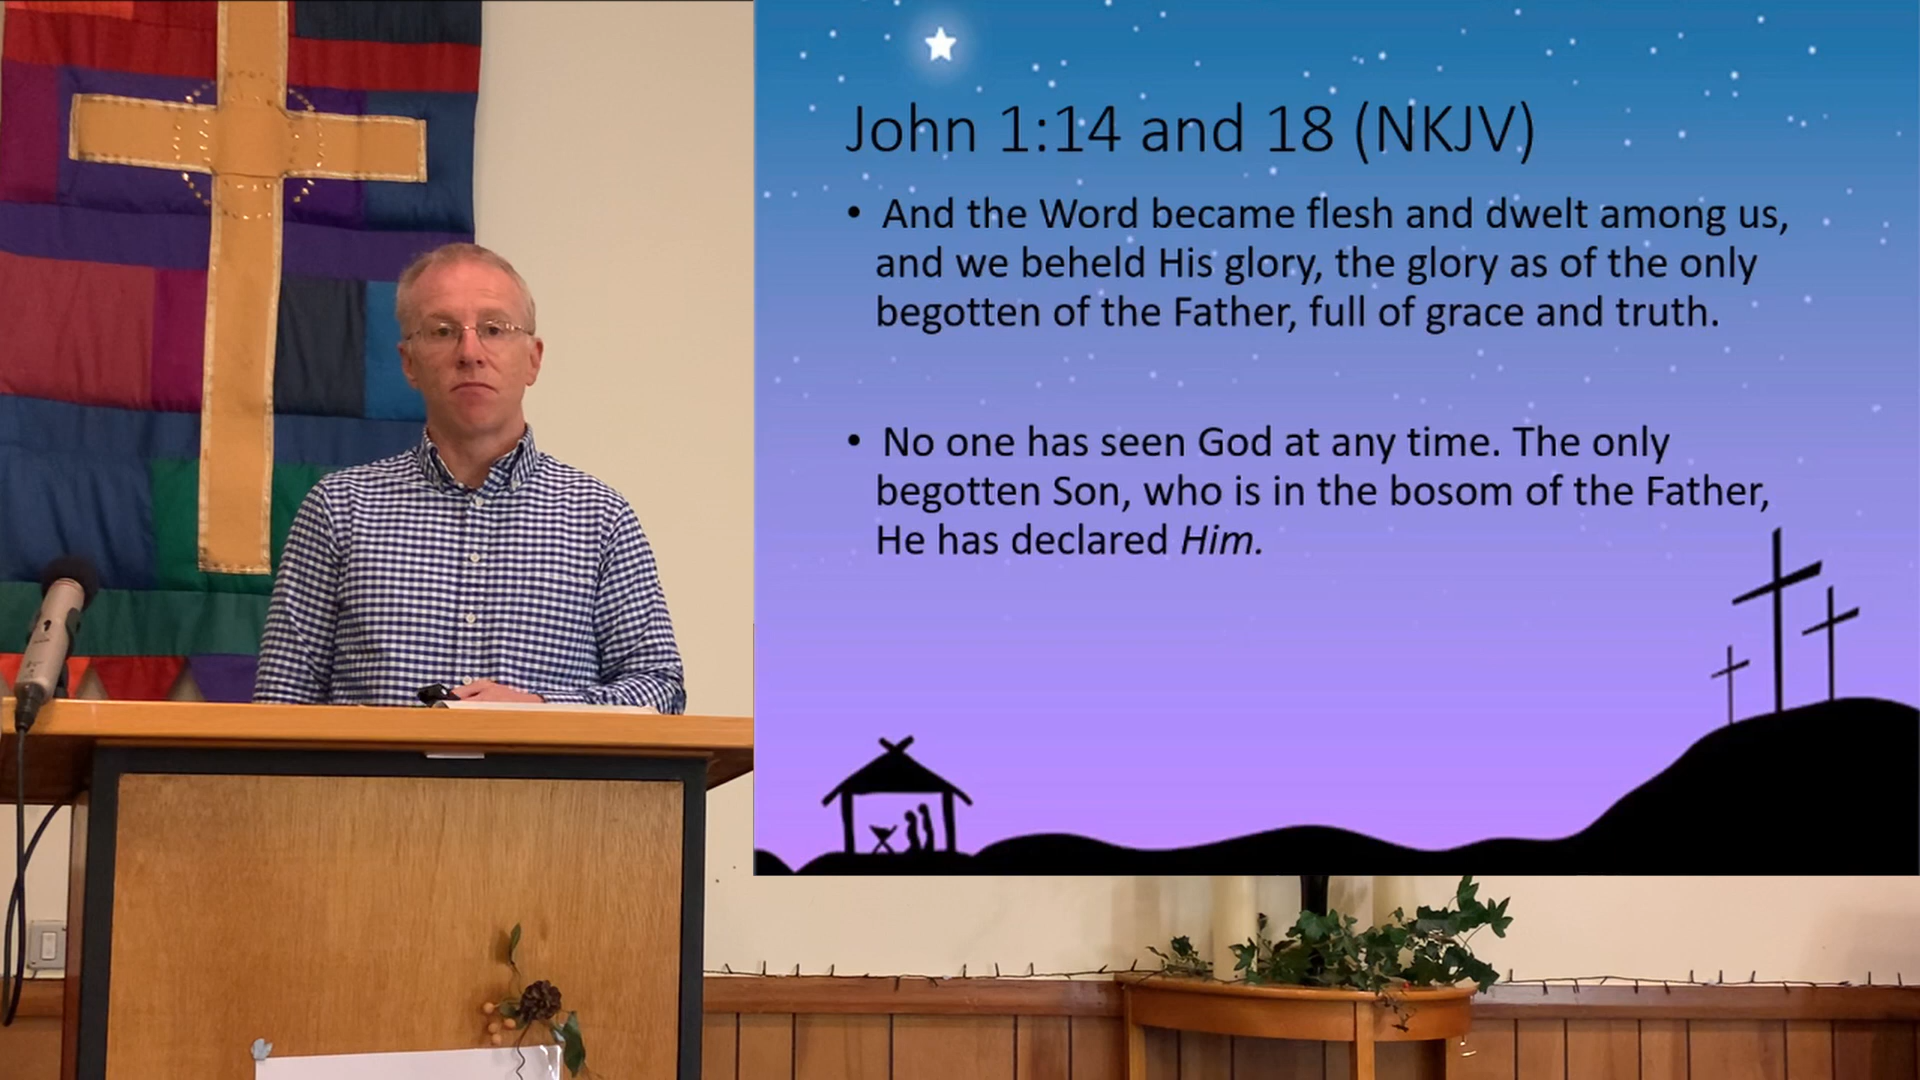 John 1:14 and 18 (NKJV)
• And the Word became flesh and dwelt among us,
and we beheld His glory, the glory as of the only
begotten of the Father, full of grace and truth.
• No one has seen God at any time. The only
begotten Son, who is in the bosom of the Father,
He has declared Him.